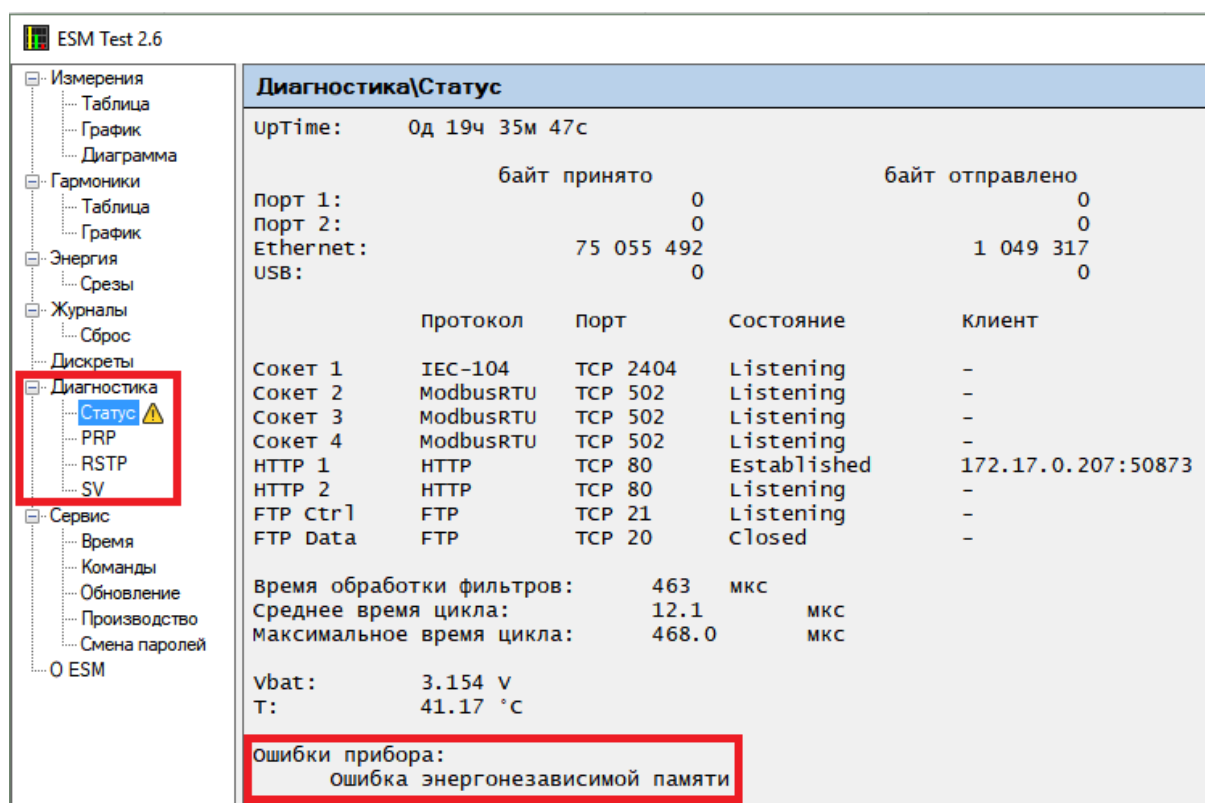 ESM Test 2.6
Измерения
Таблица
График
Диаграмма
Гармоники
Таблица
График
Энергия
Срезы
Журналы
Сброс
Дискреты
Диагностика
Статус
PRP
RSTP
SV
Сервис
Время
Команды
Обновление
Производство
Смена паролей
О ESM
Диагностика\Статус
UpTime: 0д 19ч 35м 47с
байт принято байт отправлено
Порт 1: 0 0
Порт 2: 0 0
Ethernet: 75 055 492 1 049 317
USB: 0 0
Протокол Порт Состояние Клиент
Сокет 1 IEC-104 TCP 2404 Listening –
Сокет 2 ModbusRTU TCP 502 Listening –
Сокет 3 ModbusRTU TCP 502 Listening –
Сокет 4 ModbusRTU TCP 502 Listening –
HTTP 1 HTTP TCP 80 Established 172.17.0.207:50873
HTTP 2 HTTP TCP 80 Listening –
FTP Ctrl FTP TCP 21 Listening –
FTP Data FTP TCP 20 Closed –
Время обработки фильтров: 463 мкс
Среднее время цикла: 12.1 мкс
Максимальное время цикла: 468.0 мкс
Vbat: 3.154 V
T: 41.17 °C
Ошибки прибора:
Ошибка энергонезависимой памяти